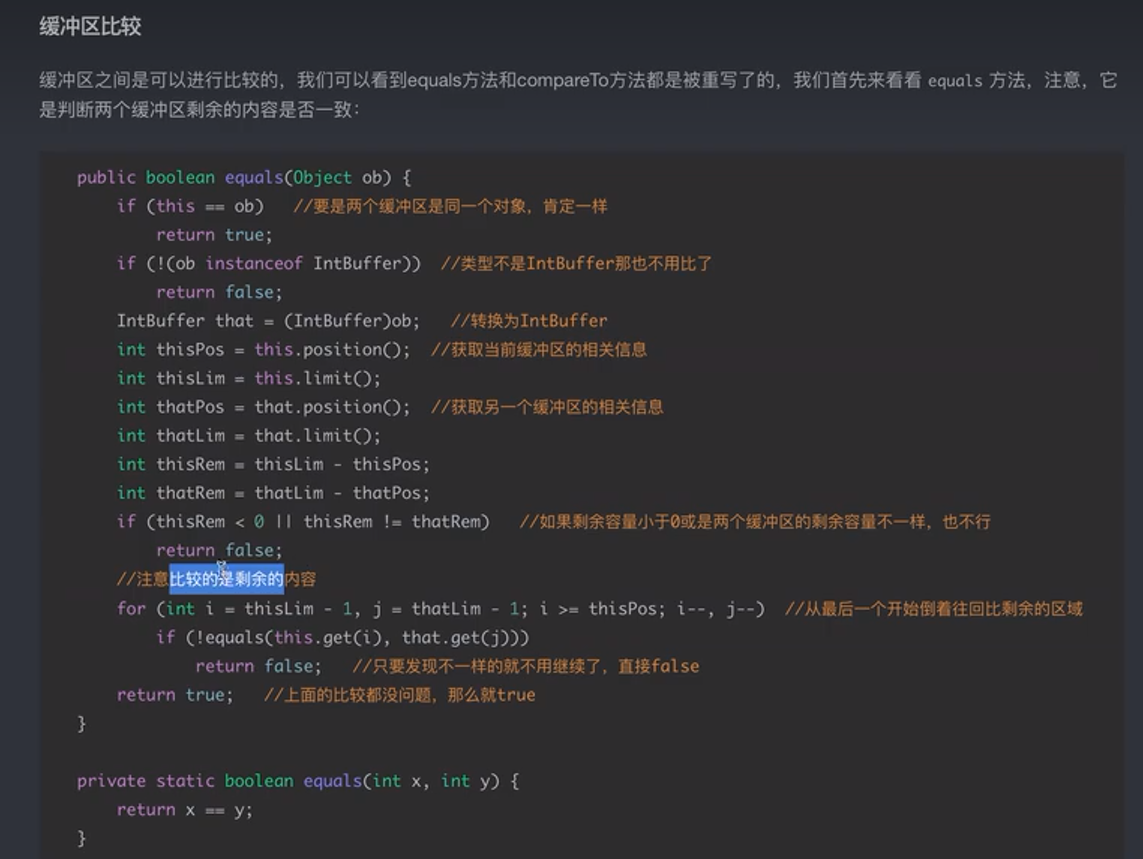 缓冲区比较
缓冲区之间是可以进行比较的，我们可以看到equals方法和compareTo方法都是被重写了的，我们首先来看看 equals 方法，注意，它
是判断两个缓冲区剩余的内容是否一致：
public boolean equals(Object ob) {
    if (this == ob)   //要是两个缓冲区是同一个对象，肯定一样
        return true;
    if (!(ob instanceof IntBuffer))  //类型不是IntBuffer那也不用比了
        return false;
    IntBuffer that = (IntBuffer)ob;   //转换为IntBuffer
    int thisPos = this.position();  //获取当前缓冲区的相关信息
    int thisLim = this.limit();
    int thatPos = that.position();  //获取另一个缓冲区的相关信息
    int thatLim = that.limit();
    int thisRem = thisLim - thisPos;
    int thatRem = thatLim - thatPos;
    if (thisRem < 0 || thisRem != thatRem)   //如果剩余容量小于0或是两个缓冲区的剩余容量不一样，也不行
        return false;
    //注意比较的是剩余的内容
    for (int i = thisLim - 1, j = thatLim - 1; i >= thisPos; i--, j--)  //从最后一个开始倒着往回比剩余的区域
        if (!equals(this.get(i), that.get(j)))
            return false;   //只要发现不一样的就不用继续了，直接false
    return true;   //上面的比较都没问题，那么就true
}
private static boolean equals(int x, int y) {
    return x == y;
}